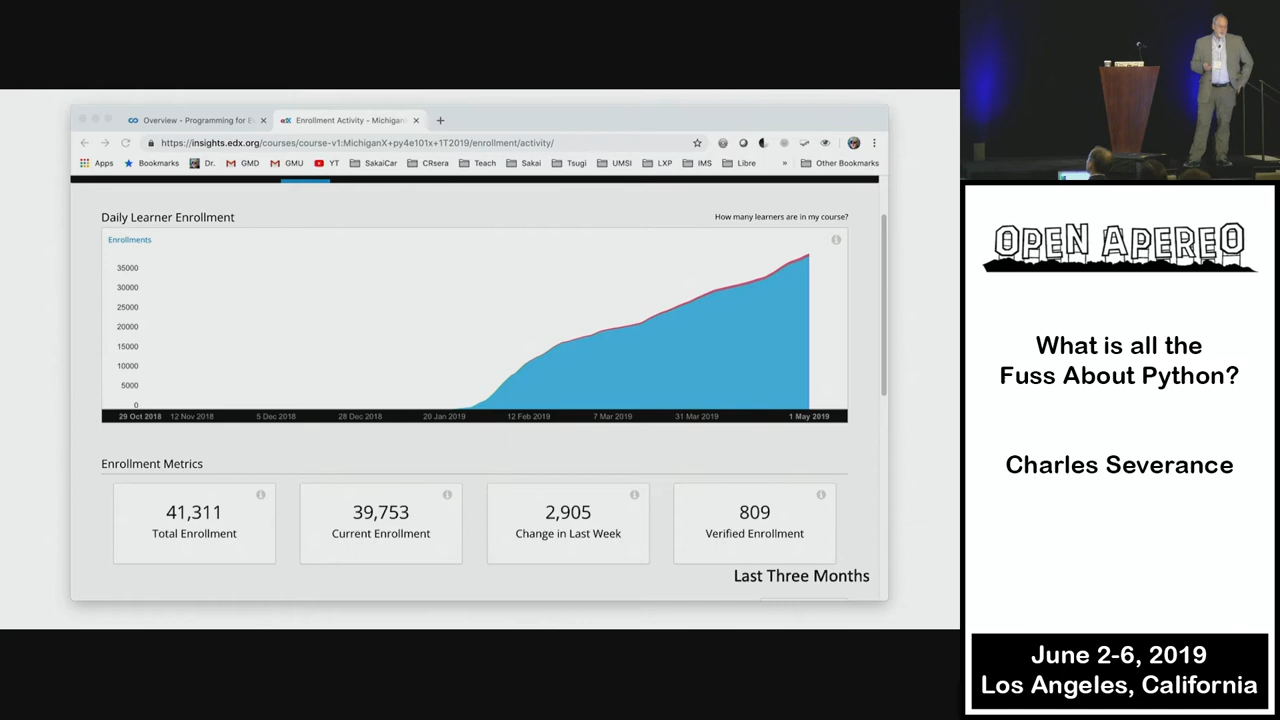 Overview - Programming for E
Enrollment Activity - Michigan
https://insights.edx.org/courses/course-v1:MichiganX+py4e101x+1T2019/enrollment/activity/
Apps Bookmarks Dr. GMD GMU YT SakaiCar CRsera Teach Sakai Tsugi UMSI LXP IMS Libre » Other Bookmarks
Daily Learner Enrollment
How many learners are in my course?
Enrollments
35000
30000
25000
20000
15000
10000
5000
0
29 Oct 2018 12 Nov 2018 5 Dec 2018 28 Dec 2018 20 Jan 2019 12 Feb 2019 7 Mar 2019 31 Mar 2019 1 May 2019
Enrollment Metrics
41,311
Total Enrollment
39,753
Current Enrollment
2,905
Change in Last Week
809
Verified Enrollment
Last Three Months
OPEN APEREO
What is all the
Fuss About Python?
Charles Severance
June 2-6, 2019
Los Angeles, California